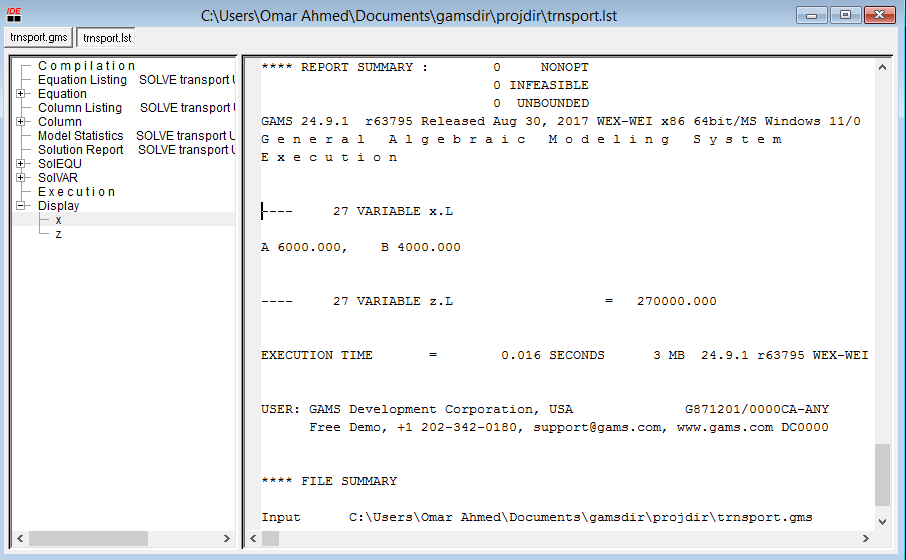 IDE
C:\Users\Omar Ahmed\Documents\gamsdir\projdir\trnsport.lst
trnsport.gms trnsport.lst
C o m p i l a t i o n
Equation Listing SOLVE transport U
Equation
Column Listing SOLVE transport U
Column
Model Statistics SOLVE transport U
Solution Report SOLVE transport U
SolEQU
SolVAR
E x e c u t i o n
Display
x
z
**** REPORT SUMMARY : 0 NONOPT
0 INFEASIBLE
0 UNBOUNDED
GAMS 24.9.1 r63795 Released Aug 30, 2017 WEX-WEI x86 64bit/MS Windows 11/0
G e n e r a l A l g e b r a i c M o d e l i n g S y s t e m
E x e c u t i o n
---- 27 VARIABLE x.L
A 6000.000, B 4000.000
---- 27 VARIABLE z.L = 270000.000
EXECUTION TIME = 0.016 SECONDS 3 MB 24.9.1 r63795 WEX-WEI
USER: GAMS Development Corporation, USA G871201/0000CA-ANY
Free Demo, +1 202-342-0180, support@gams.com, www.gams.com DC0000
**** FILE SUMMARY
Input C:\Users\Omar Ahmed\Documents\gamsdir\projdir\trnsport.gms